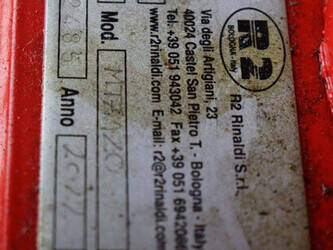 R2
BOLOGNA - Italy
R2 Rinaldi S.r.l.
Via degli Artigiani, 23
40024 Castel San Pietro T. - Bologna - Italy
Tel. +39 051 943042 Fax +39 051 694200
www.r2rinaldi.com E-mail: r2@r2rinaldi
Mod.
Anno